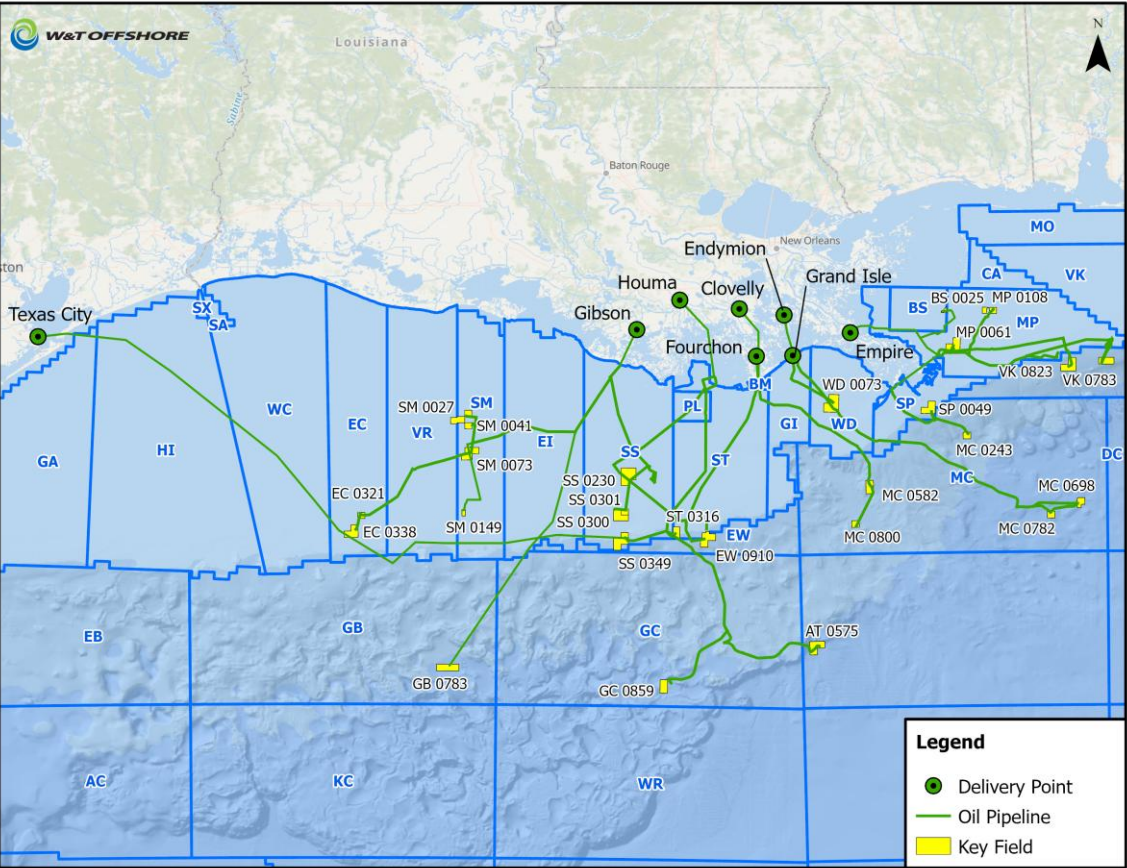 W&T OFFSHORE
N
Louisiana
Sabine
Baton Rouge
New Orleans
ston
MO
CA
VK
Endymion
Grand Isle
Houma
Clovelly
Texas City
Gibson
SX
SA
BS
BS 0025
MP 0108
MP
MP 0061
Fourchon
Empire
VK 0823
VK 0783
BM
WD 0073
SM 0027
SM
SM 0041
WC
EC
VR
EI
PL
GI
WD
SP
SP 0049
MC 0243
HI
GA
SM 0073
SS
ST
DC
SS 0230
MC
MC 0698
EC 0321
SS 0301
MC 0582
EC 0338
SM 0149
SS 0300
ST 0316
MC 0782
EW
MC 0800
EW 0910
SS 0349
EB
GB
GC
AT 0575
GB 0783
GC 0859
AC
KC
WR
Legend
Delivery Point
Oil Pipeline
Key Field